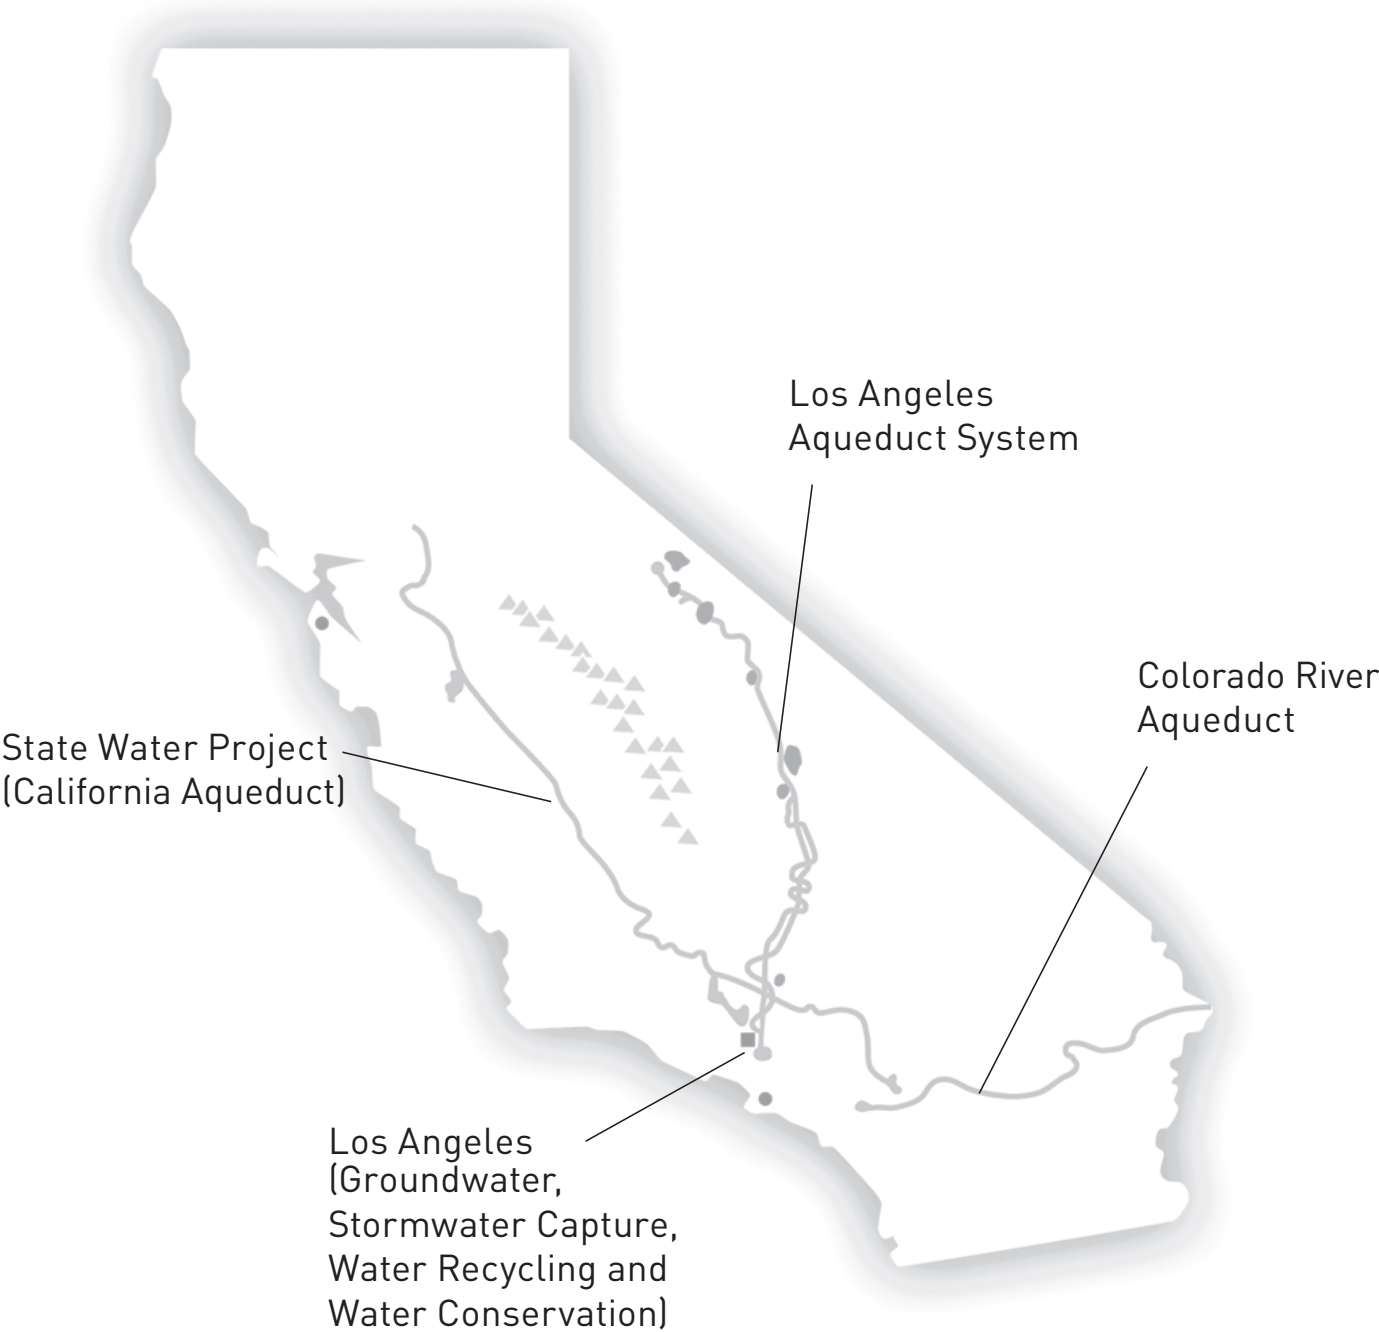 Los Angeles
Aqueduct System
Colorado River
Aqueduct
State Water Project
(California Aqueduct)
Los Angeles
(Groundwater,
Stormwater Capture,
Water Recycling and
Water Conservation)